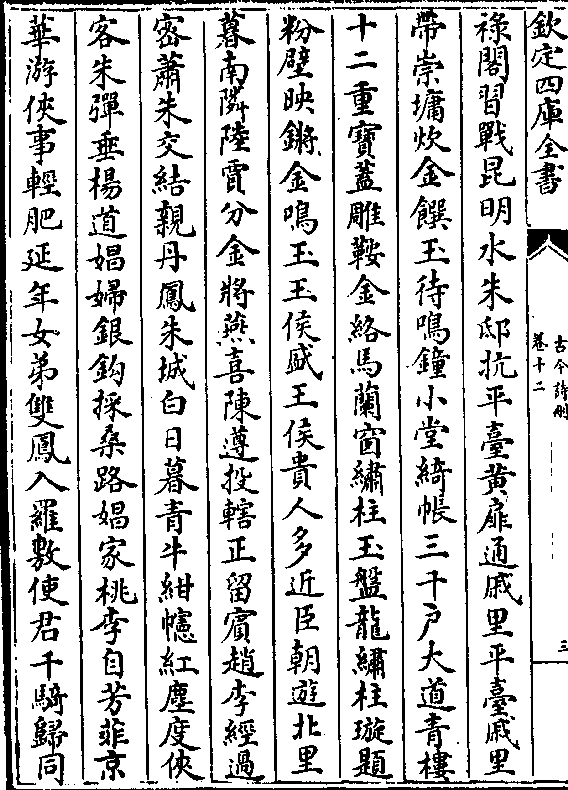 欽定四庫全書
古今詩刪
卷十二
三
祿閣習戰昆明水朱邸抗平臺黃扉通戚里平臺戚里
帶崇墉炊金饌玉待鳴鐘小堂綺帳三千户大道青樓
十二重寶蓋雕鞍金絡馬蘭窗繡柱玉盤龍繡柱璇題
粉壁映鏘金鳴玉王侯盛王侯貴人多近臣朝遊北里
暮南隣陸賈分金將燕喜陳遵投轄正留賓趙李經過
宻蕭朱交結親丹鳳朱城白日暮青牛紺幰紅塵度俠
客朱彈垂楊道娼婦銀鈎採桑路娼家桃李自芳菲京
華游俠事輕肥延年女弟雙鳳入羅敷使君千騎歸同